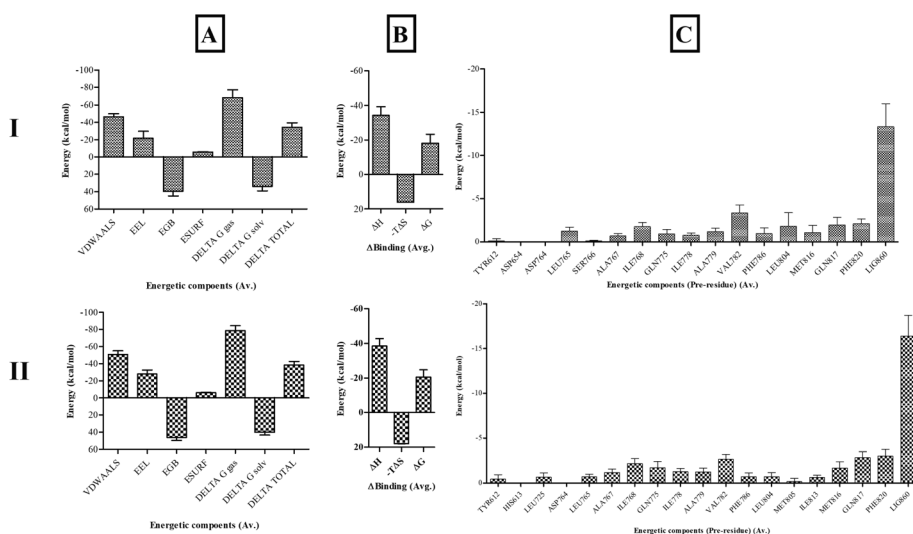 A
B
C
I
Energy (kcal/mol)
-100
-80
-60
-40
-20
0
20
40
60
VDWAALS
EEL
EGB
ESURF
DELTA G gas
DELTA G solv
DELTA TOTAL
Energetic compoents (Av.)
Energy (kcal/mol)
-60
-40
-20
0
20
ΔH
-TΔS
ΔG
ΔBinding (Avg.)
Energy (kcal/mol)
-20
-15
-10
-5
0
TYR612
ASP654
ASP764
LEU765
SER766
ALA767
ILE768
GLN775
ILE778
ALA779
VAL782
PHE786
LEU804
MET816
GLN817
PHE820
LIG860
Energetic compoents (Pre-residue) (Av.)
II
Energy (kcal/mol)
-100
-80
-60
-40
-20
0
20
40
60
VDWAALS
EEL
EGB
ESURF
DELTA G gas
DELTA G solv
DELTA TOTAL
Energetic compoents (Av.)
Energy (kcal/mol)
-60
-40
-20
0
20
ΔH
-TΔS
ΔG
ΔBinding (Avg.)
Energy (kcal/mol)
-20
-15
-10
-5
0
TYR612
HIS613
LEU725
ASP764
LEU765
ALA767
ILE768
GLN775
ILE778
ALA779
VAL782
PHE786
LEU804
MET805
ILE813
MET816
GLN817
PHE820
LIG860
Energetic compoents (Pre-residue) (Av.)